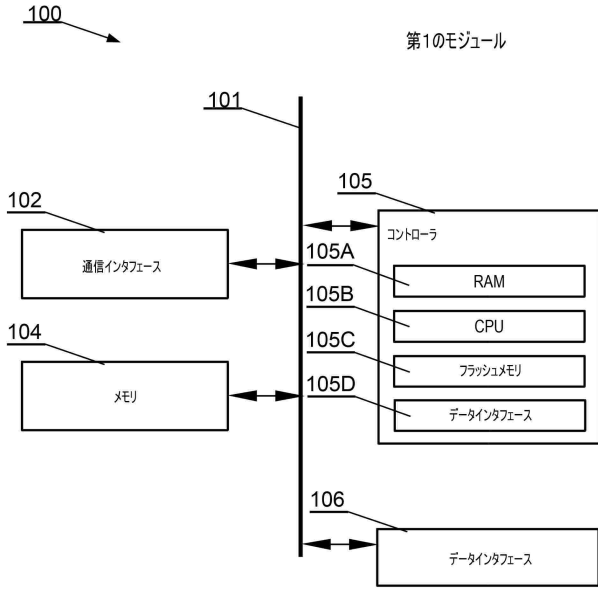 100
第1のモジュール
101
102
通信インタフェース
104
メモリ
105
コントローラ
105A
RAM
105B
CPU
105C
フラッシュメモリ
105D
データインタフェース
106
データインタフェース